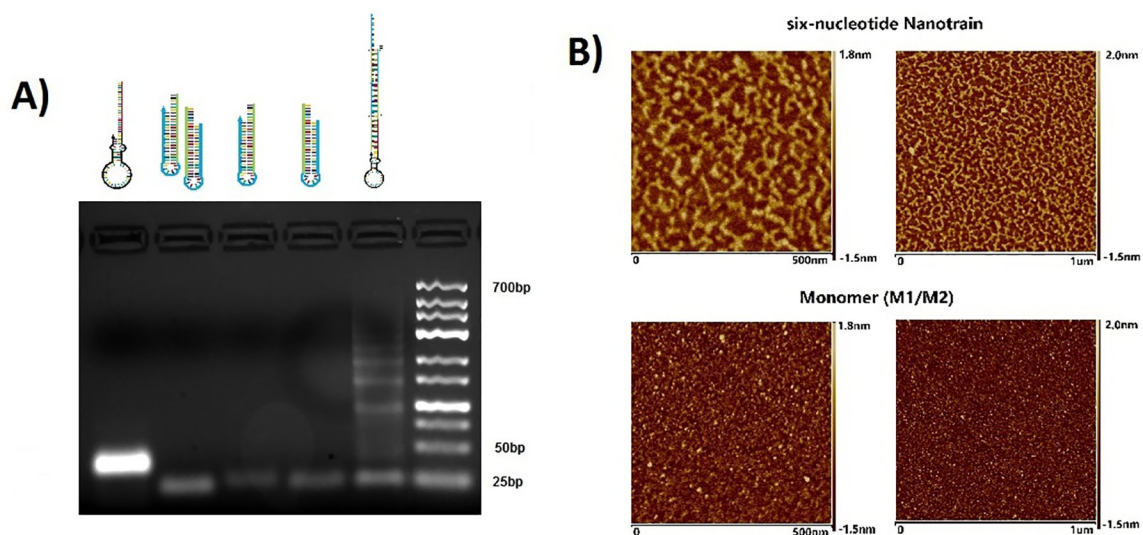 A)
700bp
50bp
25bp
B)
six-nucleotide Nanotrain
1.8nm
-1.5nm
0
500nm
2.0nm
-1.5nm
0
1um
Monomer (M1/M2)
1.8nm
-1.5nm
0
500nm
2.0nm
-1.5nm
0
1um